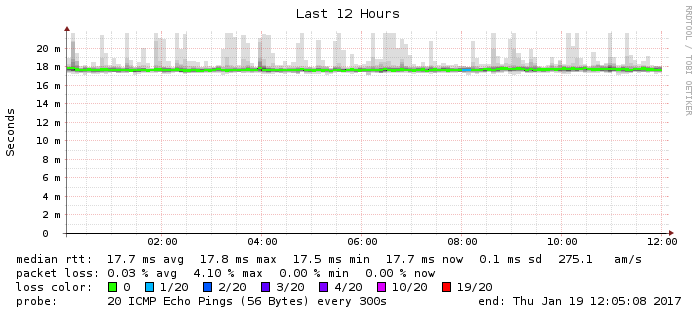 Last 12 Hours
RRDTOOL / TOBI OETIKER
Seconds
20 m
18 m
16 m
14 m
12 m
10 m
8 m
6 m
4 m
2 m
0
02:00 04:00 06:00 08:00 10:00 12:00
median rtt: 17.7 ms avg 17.8 ms max 17.5 ms min 17.7 ms now 0.1 ms sd 275.1 am/s
packet loss: 0.03 % avg 4.10 % max 0.00 % min 0.00 % now
loss color: 0 1/20 2/20 3/20 4/20 10/20 19/20
probe: 20 ICMP Echo Pings (56 Bytes) every 300s end: Thu Jan 19 12:05:08 2017